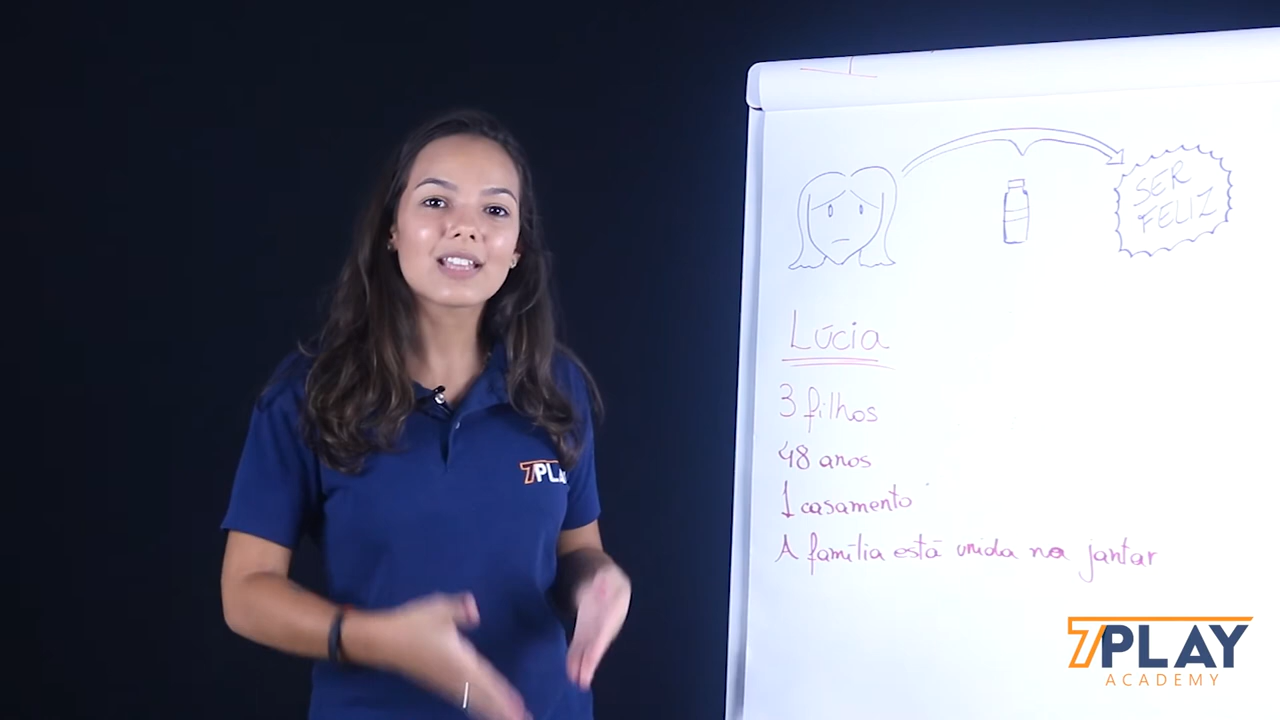 SER
FELIZ
Lúcia
3 filhos
48 anos
1 casamento
A família está unida no jantar
7PLAY
7PLAY
ACADEMY